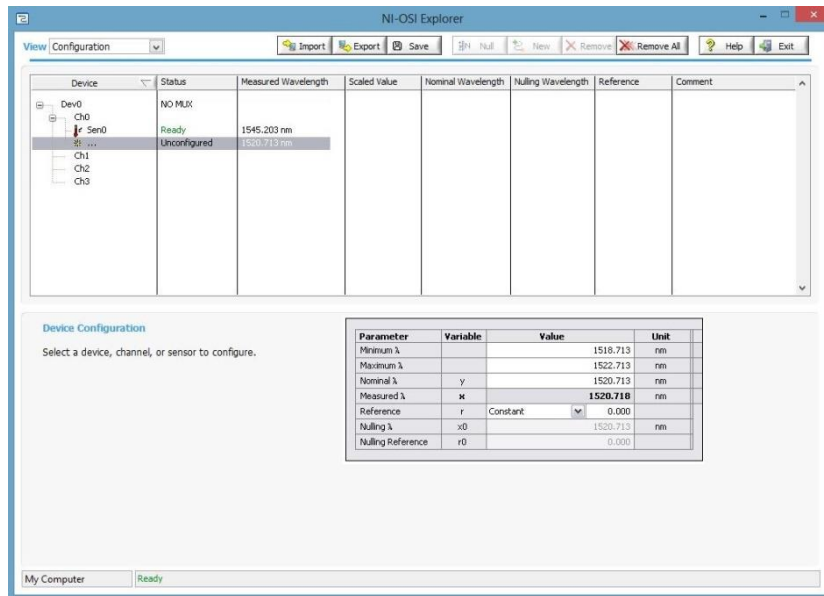 NI-OSI Explorer
View Configuration Import Export Save Null New Remove Remove All Help Exit
Device Status Measured Wavelength Scaled Value Nominal Wavelength Nulling Wavelength Reference Comment
Dev0 NO MUX
Ch0
Sen0 Ready 1545.203 nm
... Unconfigured 1520.713 nm
Ch1
Ch2
Ch3
Device Configuration
Select a device, channel, or sensor to configure.
Parameter Variable Value Unit
Minimum λ 1518.713 nm
Maximum λ 1522.713 nm
Nominal λ y 1520.713 nm
Measured λ x 1520.718 nm
Reference r Constant 0.000
Nulling λ x0 1520.713 nm
Nulling Reference r0 0.000
My Computer Ready